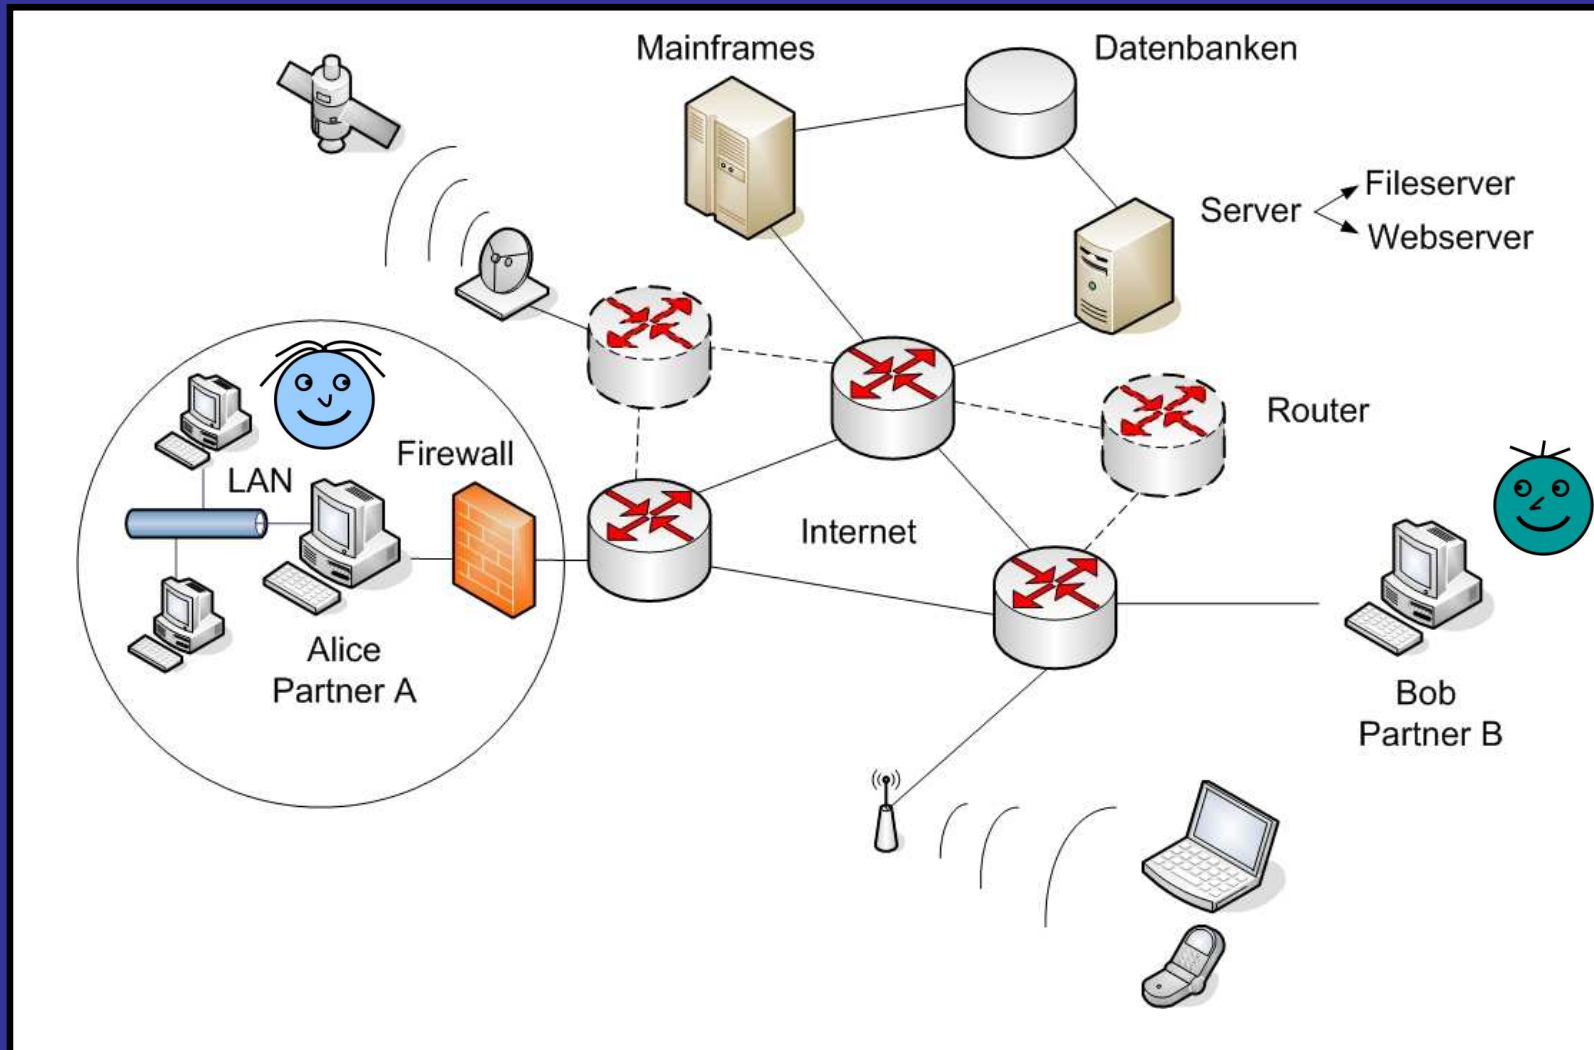 Mainframes
Datenbanken
Server
Fileserver
Webserver
Router
Firewall
LAN
Internet
Alice
Partner A
Bob
Partner B